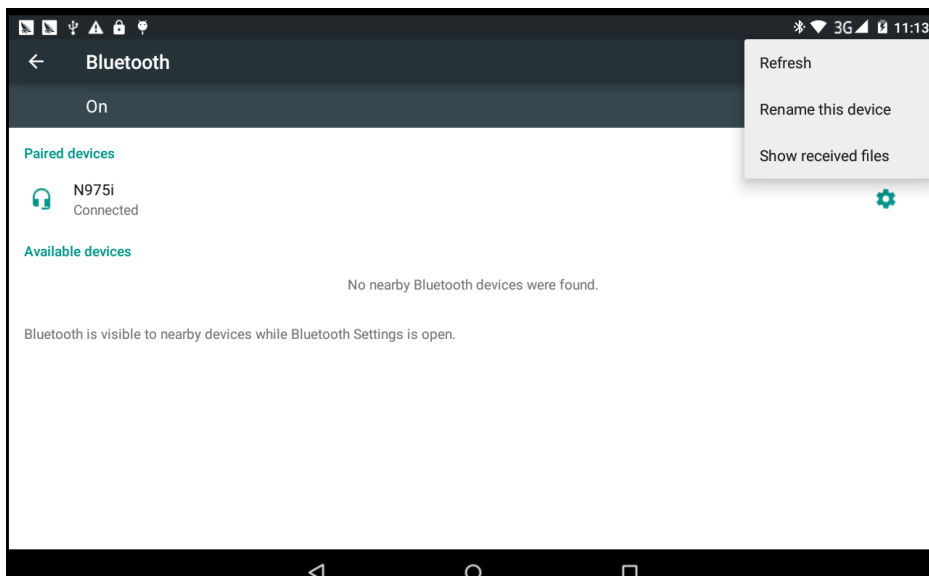 3G 11:13
Bluetooth
Refresh
On
Rename this device
Paired devices
Show received files
N975i
Connected
Available devices
No nearby Bluetooth devices were found.
Bluetooth is visible to nearby devices while Bluetooth Settings is open.